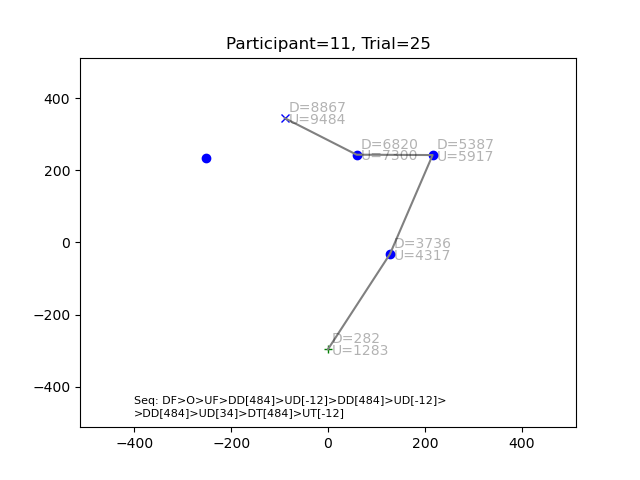 Participant=11, Trial=25
400
200
0
−200
−400
D=8867
U=9484
D=6820
U=7300
D=5387
U=5917
D=3736
U=4317
D=282
U=1283
Seq: DF>O>UF>DD[484]>UD[-12]>DD[484]>UD[-12]>
>DD[484]>UD[34]>DT[484]>UT[-12]
−400
−200
0
200
400